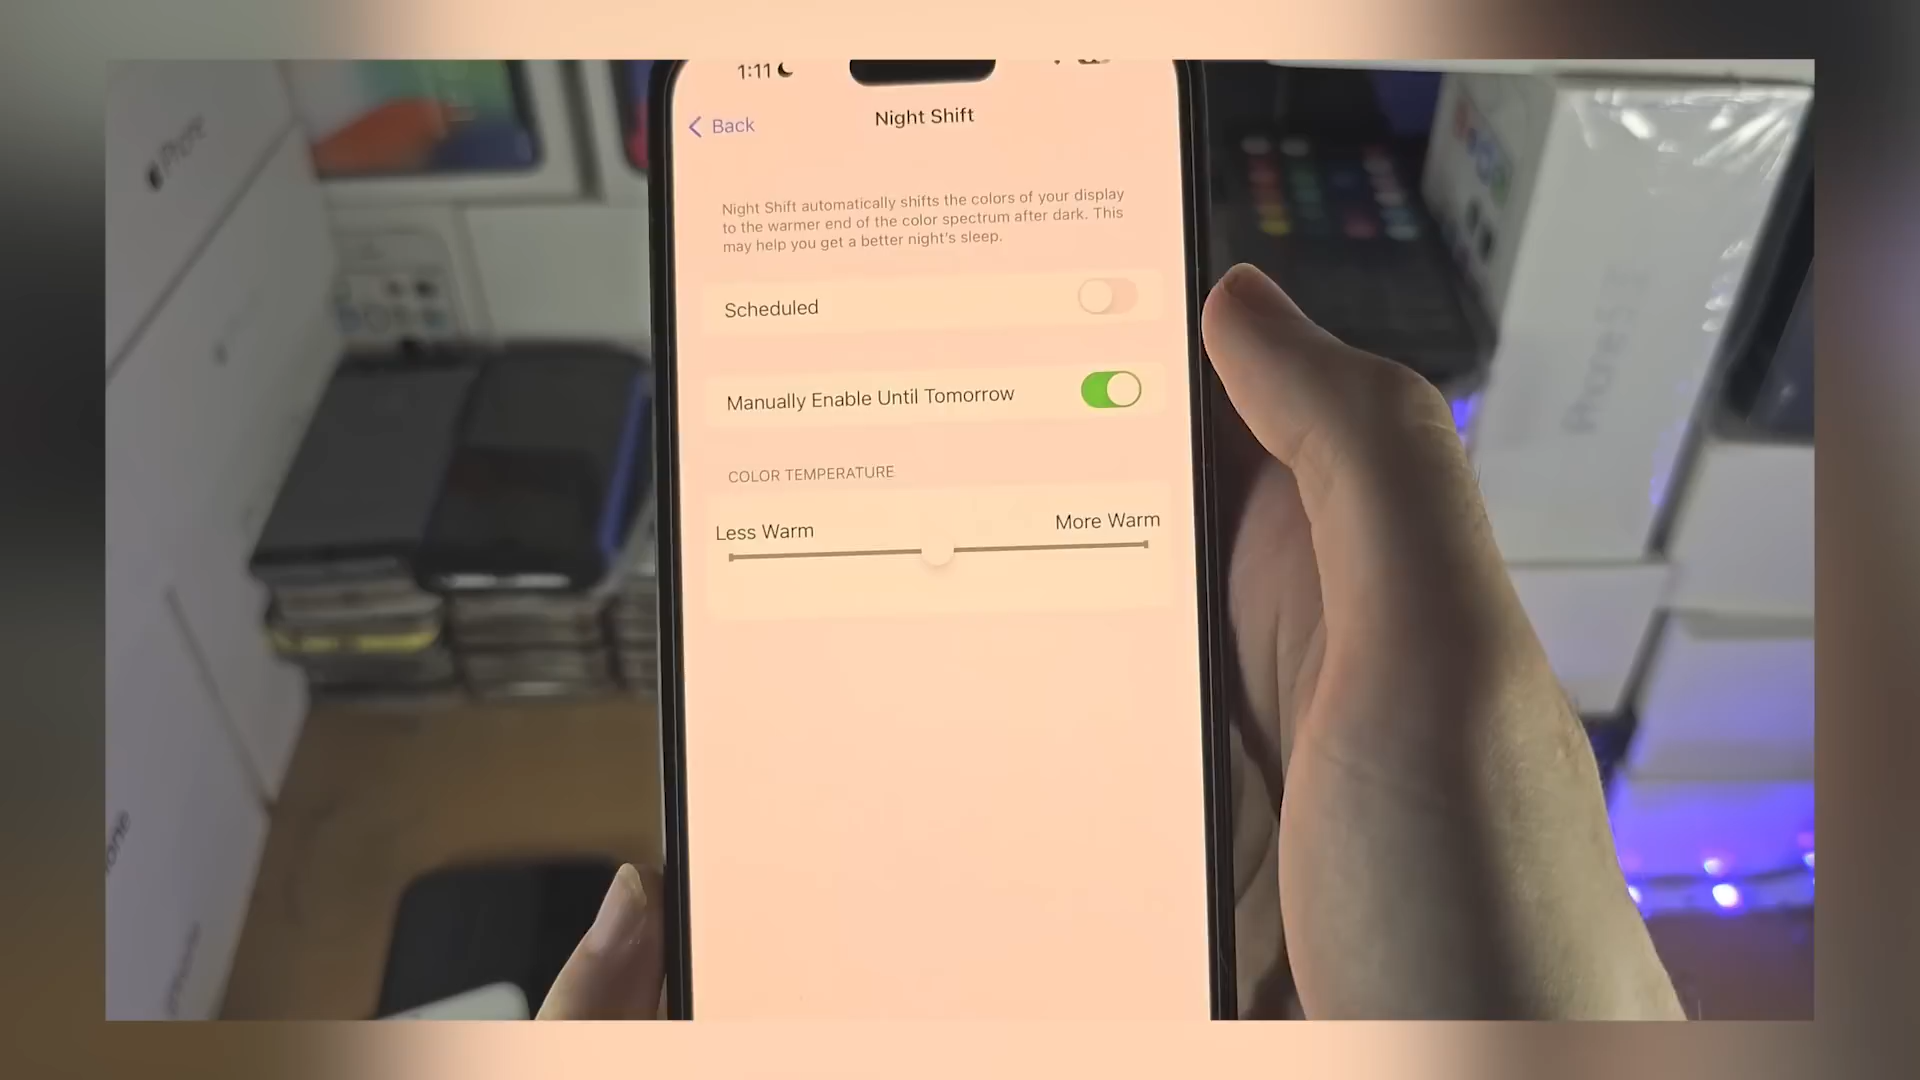 1:11
Back
Night Shift
Night Shift automatically shifts the colors of your display
to the warmer end of the color spectrum after dark. This
may help you get a better night's sleep.
Scheduled
Manually Enable Until Tomorrow
COLOR TEMPERATURE
Less Warm
More Warm
iPhone